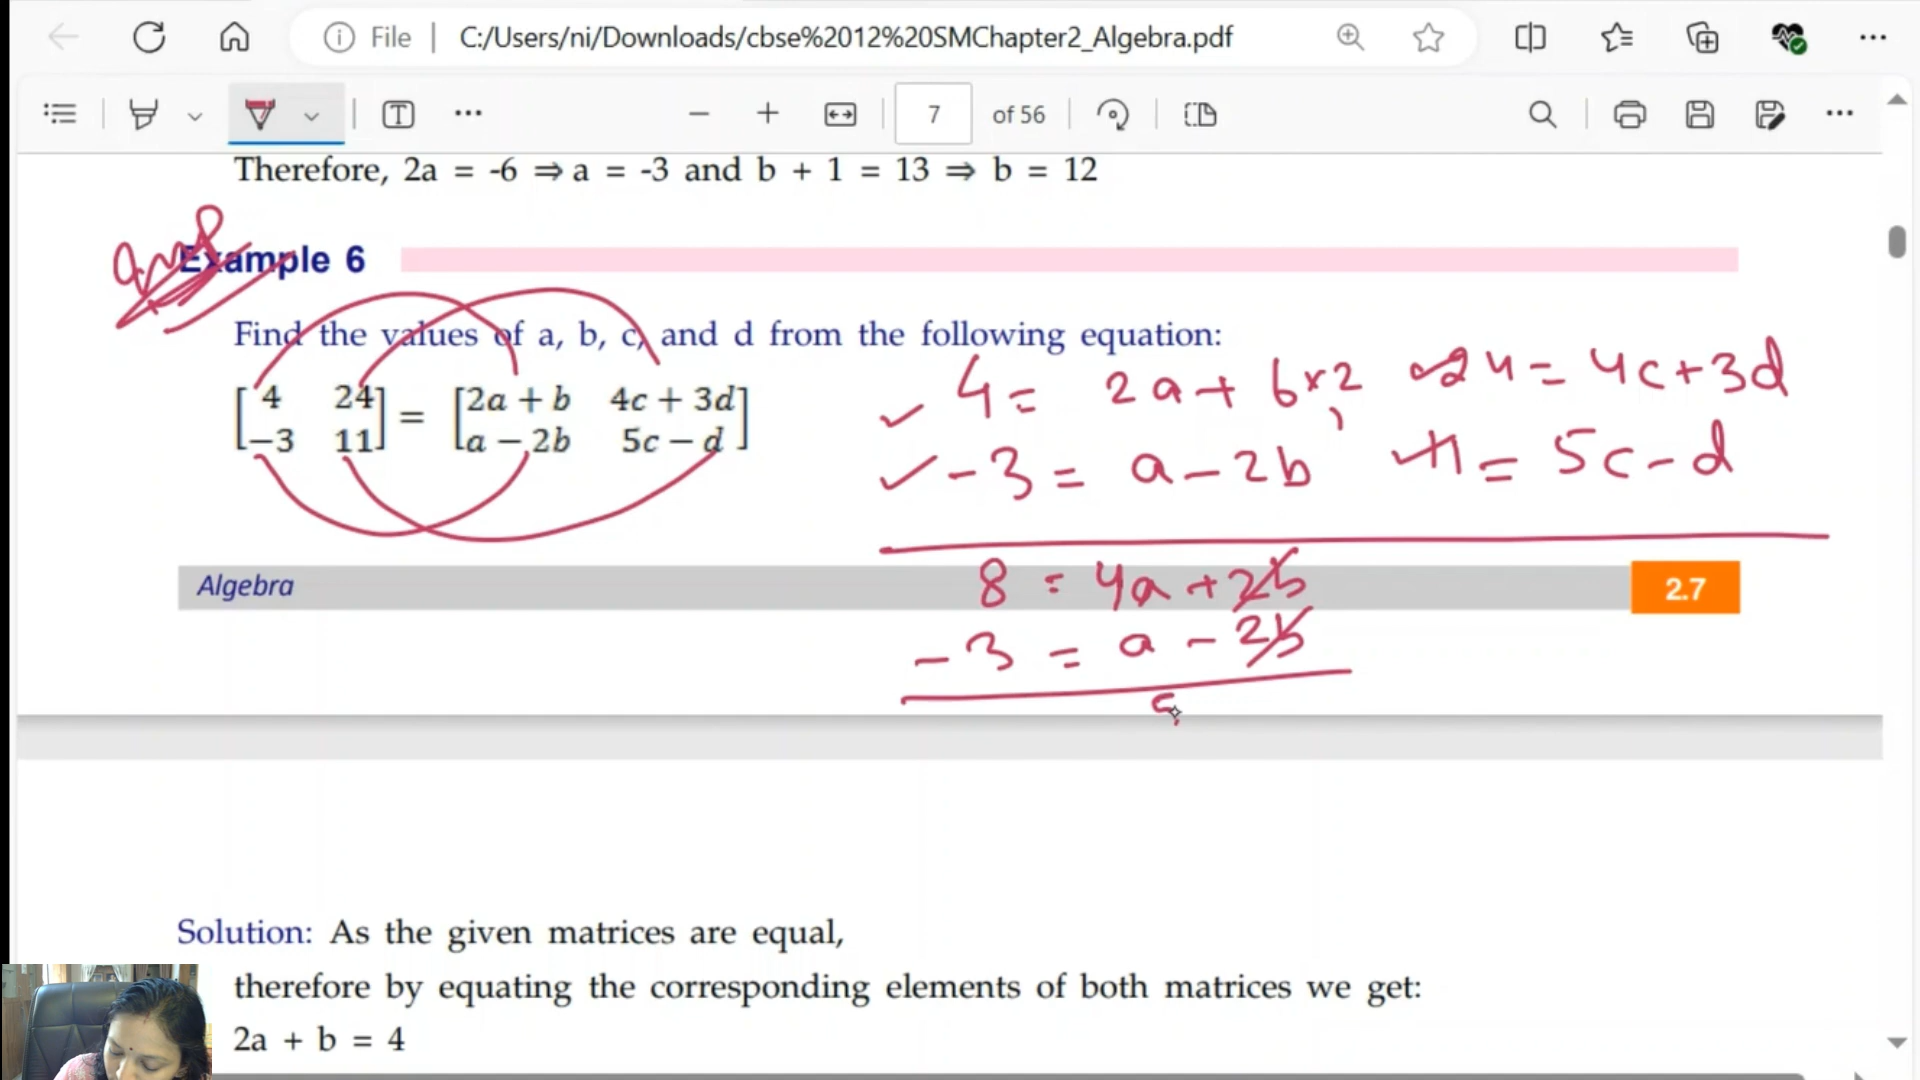 File | C:/Users/ni/Downloads/cbse%2012%20SMChapter2_Algebra.pdf
7 of 56
Therefore, 2a = -6 ⇒ a = -3 and b + 1 = 13 ⇒ b = 12
Example 6
Find the values of a, b, c, and d from the following equation:
[4 24] = [2a + b 4c + 3d]
[−3 11] [a − 2b 5c − d]
4 = 2a + b × 2, 24 = 4c + 3d
-3 = a - 2b 11 = 5c - d
8 = 4a + 2b
-3 = a - 2b
5
Algebra
2.7
Solution: As the given matrices are equal,
therefore by equating the corresponding elements of both matrices we get:
2a + b = 4